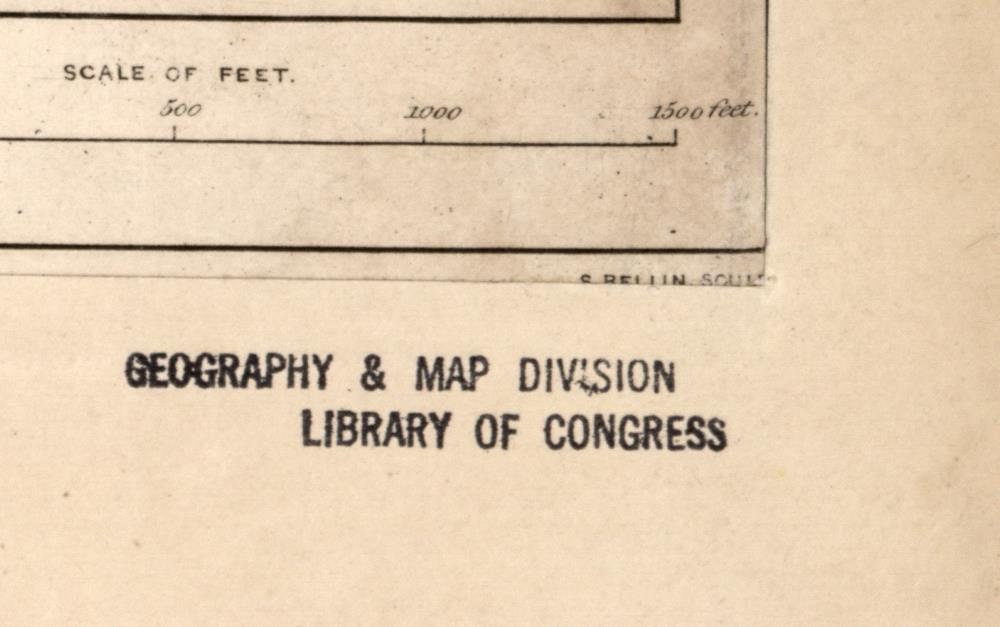 SCALE OF FEET.
500 1000 1500 feet.
S. BELLIN. SCULP
GEOGRAPHY & MAP DIVISION
LIBRARY OF CONGRESS